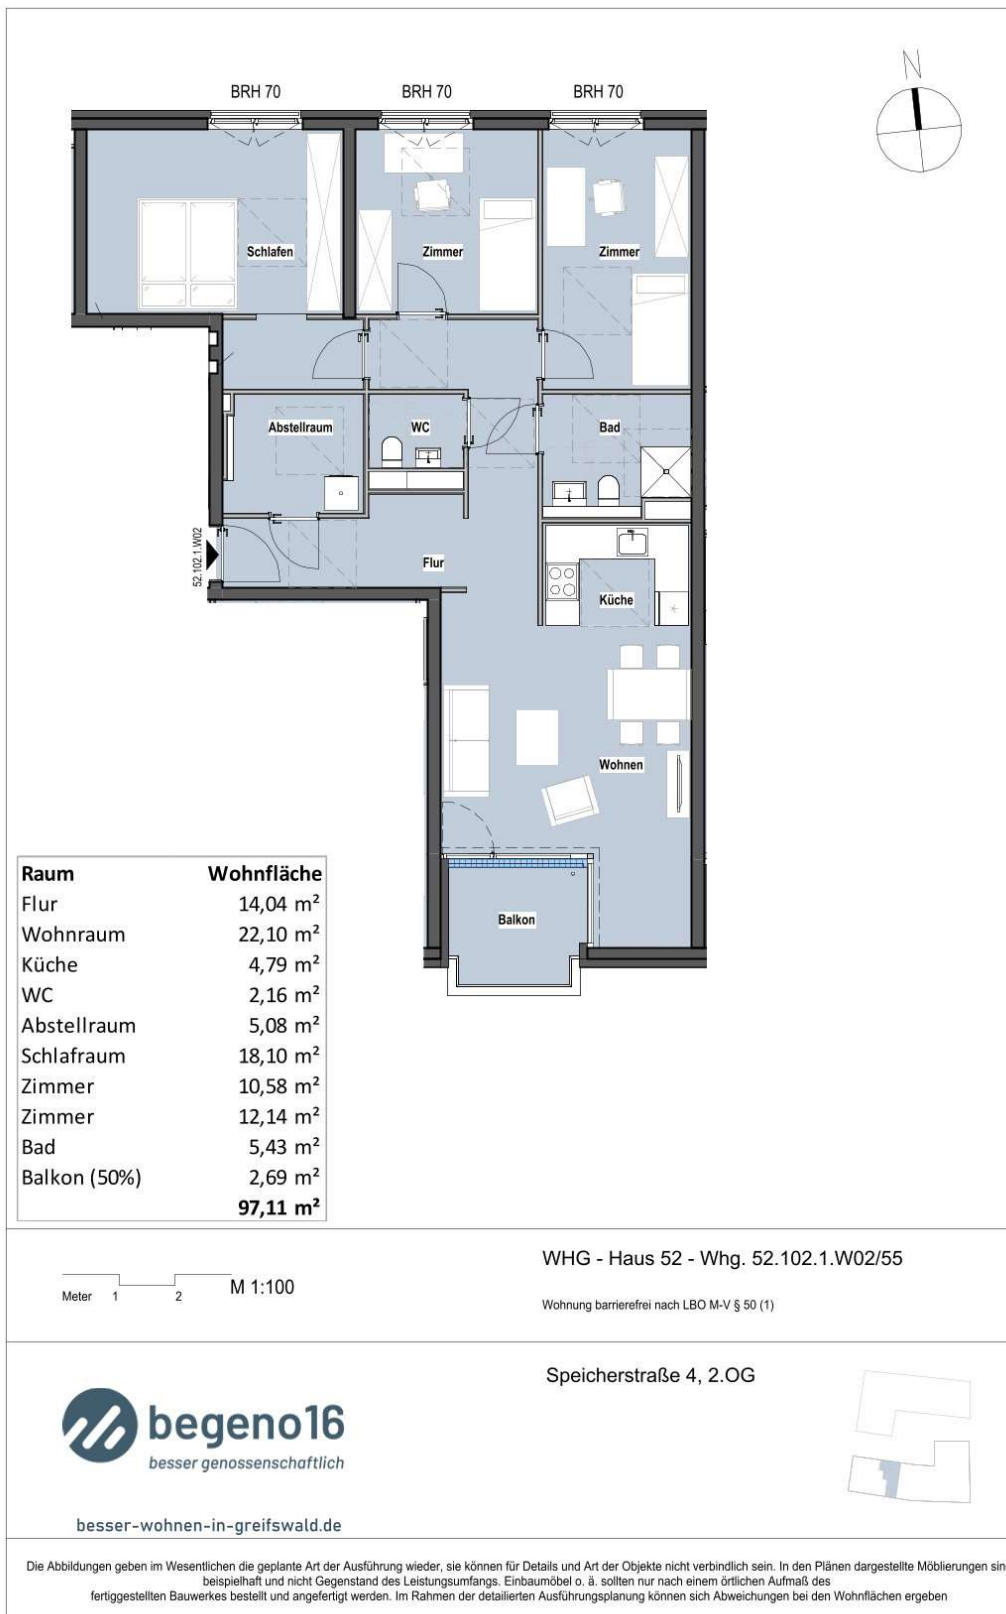 N
BRH 70 BRH 70 BRH 70
Schlafen Zimmer Zimmer
Abstellraum WC Bad
52.102.1.W02
Flur
Küche
Wohnen
Balkon
Raum Wohnfläche
Flur 14,04 m²
Wohnraum 22,10 m²
Küche 4,79 m²
WC 2,16 m²
Abstellraum 5,08 m²
Schlafraum 18,10 m²
Zimmer 10,58 m²
Zimmer 12,14 m²
Bad 5,43 m²
Balkon (50%) 2,69 m²
97,11 m²
Meter 1 2 M 1:100
WHG - Haus 52 - Whg. 52.102.1.W02/55
Wohnung barrierefrei nach LBO M-V § 50 (1)
Speicherstraße 4, 2.OG
begeno16
besser genossenschaftlich
besser-wohnen-in-greifswald.de
Die Abbildungen geben im Wesentlichen die geplante Art der Ausführung wieder, sie können für Details und Art der Objekte nicht verbindlich sein. In den Plänen dargestellte Möblierungen sin
beispielhaft und nicht Gegenstand des Leistungsumfangs. Einbaumöbel o. ä. sollten nur nach einem örtlichen Aufmaß des
fertiggestellten Bauwerkes bestellt und angefertigt werden. Im Rahmen der detailierten Ausführungsplanung können sich Abweichungen bei den Wohnflächen ergeben